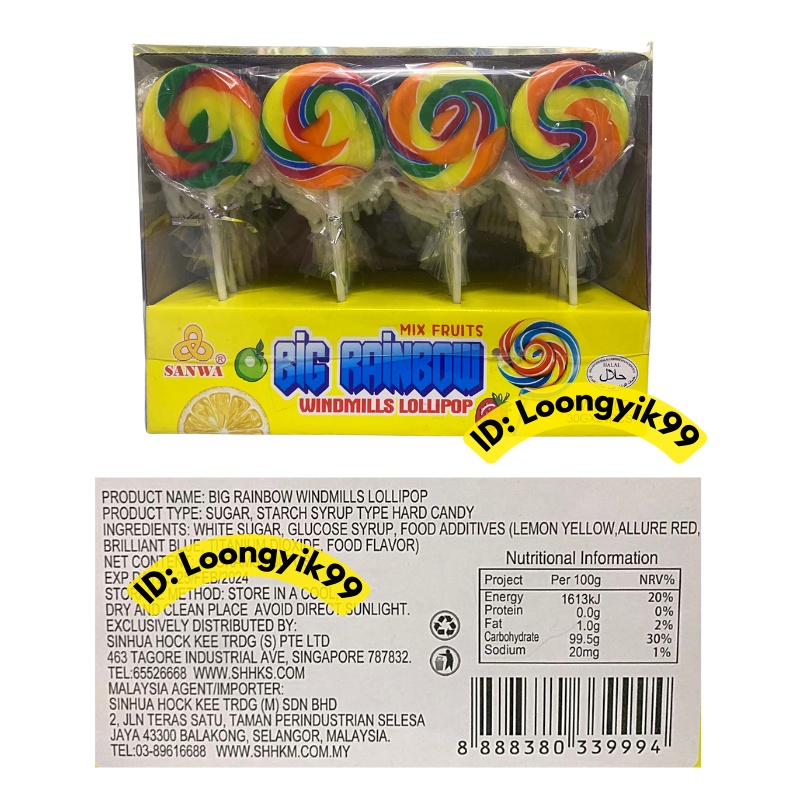 MIX FRUITS
SANWA®
BIG RAINBOW
WINDMILLS LOLLIPOP
HALAL
حلال
ID: Loongyik99
PRODUCT NAME: BIG RAINBOW WINDMILLS LOLLIPOP
PRODUCT TYPE: SUGAR, STARCH SYRUP TYPE HARD CANDY
INGREDIENTS: WHITE SUGAR, GLUCOSE SYRUP, FOOD ADDITIVES (LEMON YELLOW,ALLURE RED,
BRILLIANT BLUE, TITANIUM DIOXIDE, FOOD FLAVOR)
NET
EXP 23/FEB/2024
METHOD: STORE IN A COOL
DRY AND CLEAN PLACE AVOID DIRECT SUNLIGHT.
EXCLUSIVELY DISTRIBUTED BY:
SINHUA HOCK KEE TRDG (S) PTE LTD
463 TAGORE INDUSTRIAL AVE, SINGAPORE 787832.
TEL:65526668 WWW.SHHKS.COM
MALAYSIA AGENT/IMPORTER:
SINHUA HOCK KEE TRDG (M) SDN BHD
2, JLN TERAS SATU, TAMAN PERINDUSTRIAN SELESA
JAYA 43300 BALAKONG, SELANGOR, MALAYSIA.
TEL:03-89616688 WWW.SHHKM.COM.MY
ID: Loongyik99
Nutritional Information
Project Per 100g NRV%
Energy 1613kJ 20%
Protein 0.0g 0%
Fat 1.0g 2%
Carbohydrate 99.5g 30%
Sodium 20mg 1%
8 888380 339994